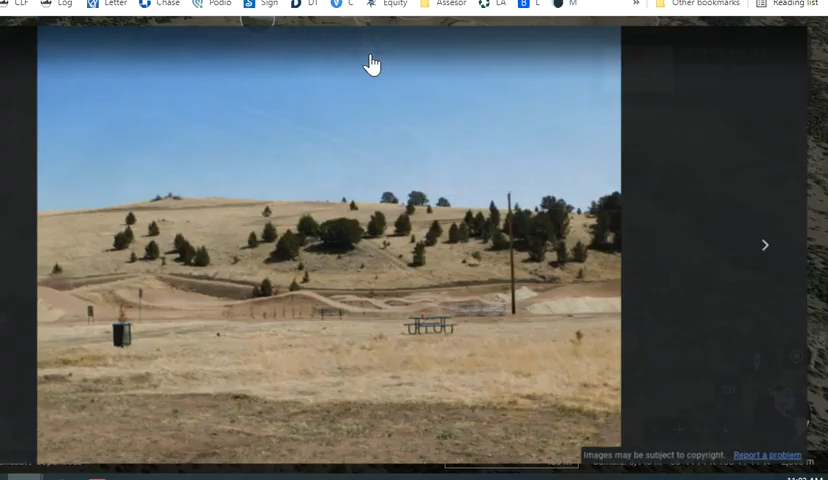 CLF Log Letter Chase Podio Sign DT C Equity Assesor LA L M » Other bookmarks Reading list
Images may be subject to copyright. Report a problem